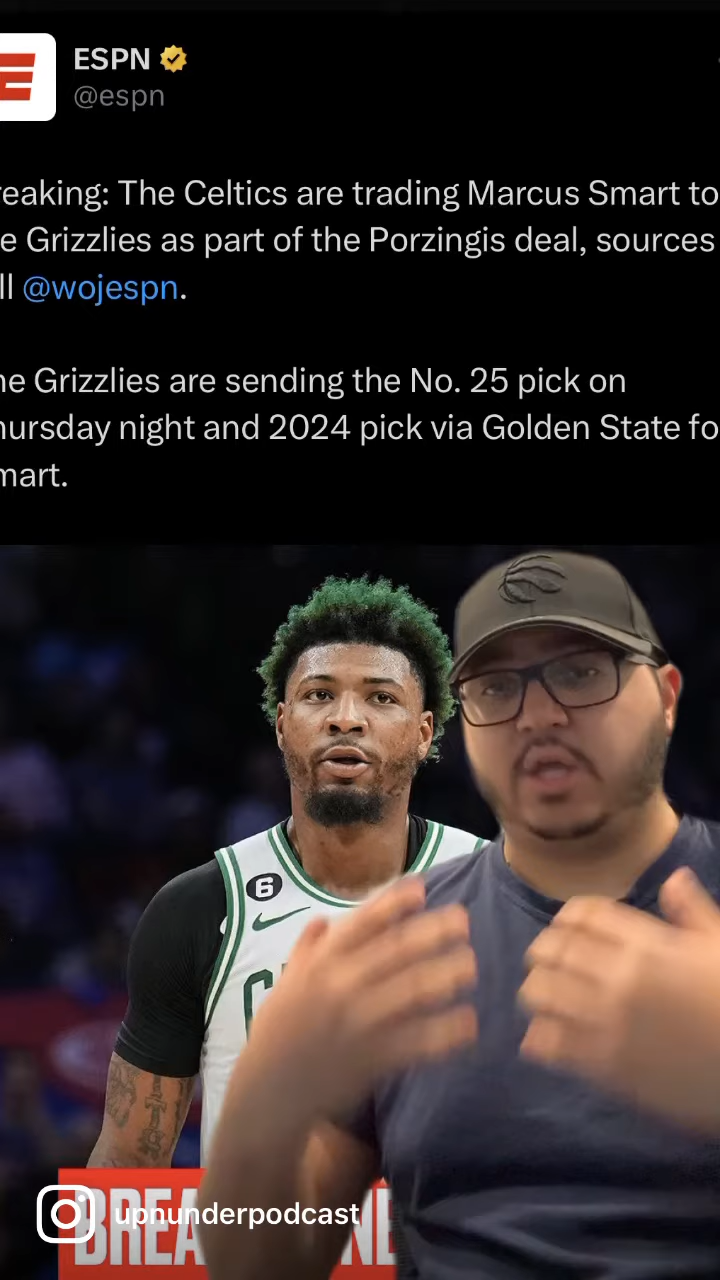 ESPN
@espn
reaking: The Celtics are trading Marcus Smart to
e Grizzlies as part of the Porzingis deal, sources
ll @wojespn.
he Grizzlies are sending the No. 25 pick on
hursday night and 2024 pick via Golden State fo
mart.
6
C
BREA NE
upnunderpodcast